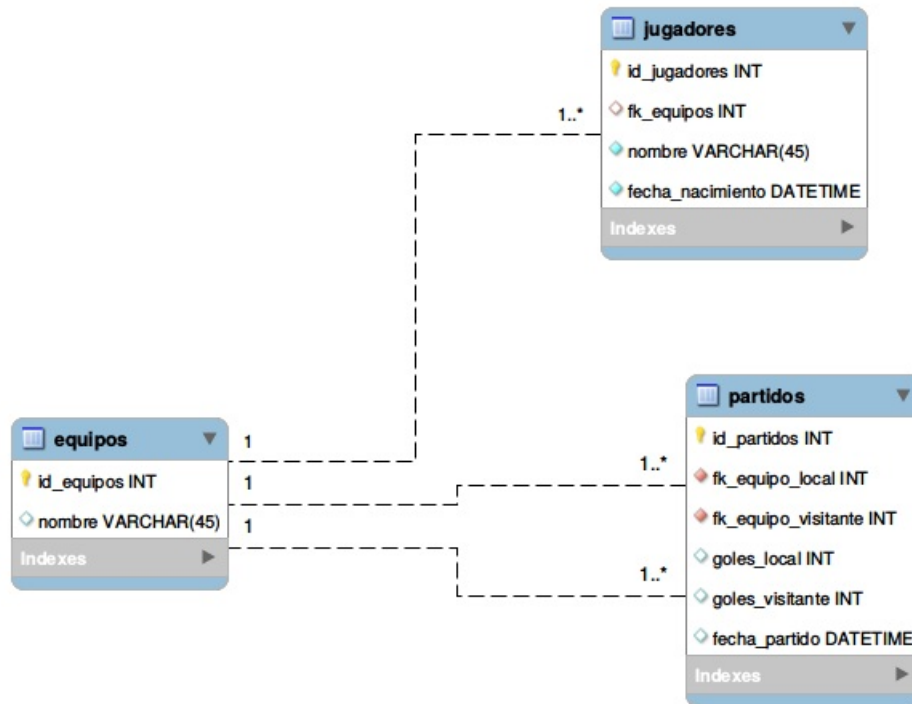 jugadores
id_jugadores INT
fk_equipos INT
nombre VARCHAR(45)
fecha_nacimiento DATETIME
Indexes
1..*
equipos
id_equipos INT
nombre VARCHAR(45)
Indexes
1
1
1
1..*
1..*
partidos
id_partidos INT
fk_equipo_local INT
fk_equipo_visitante INT
goles_local INT
goles_visitante INT
fecha_partido DATETIME
Indexes